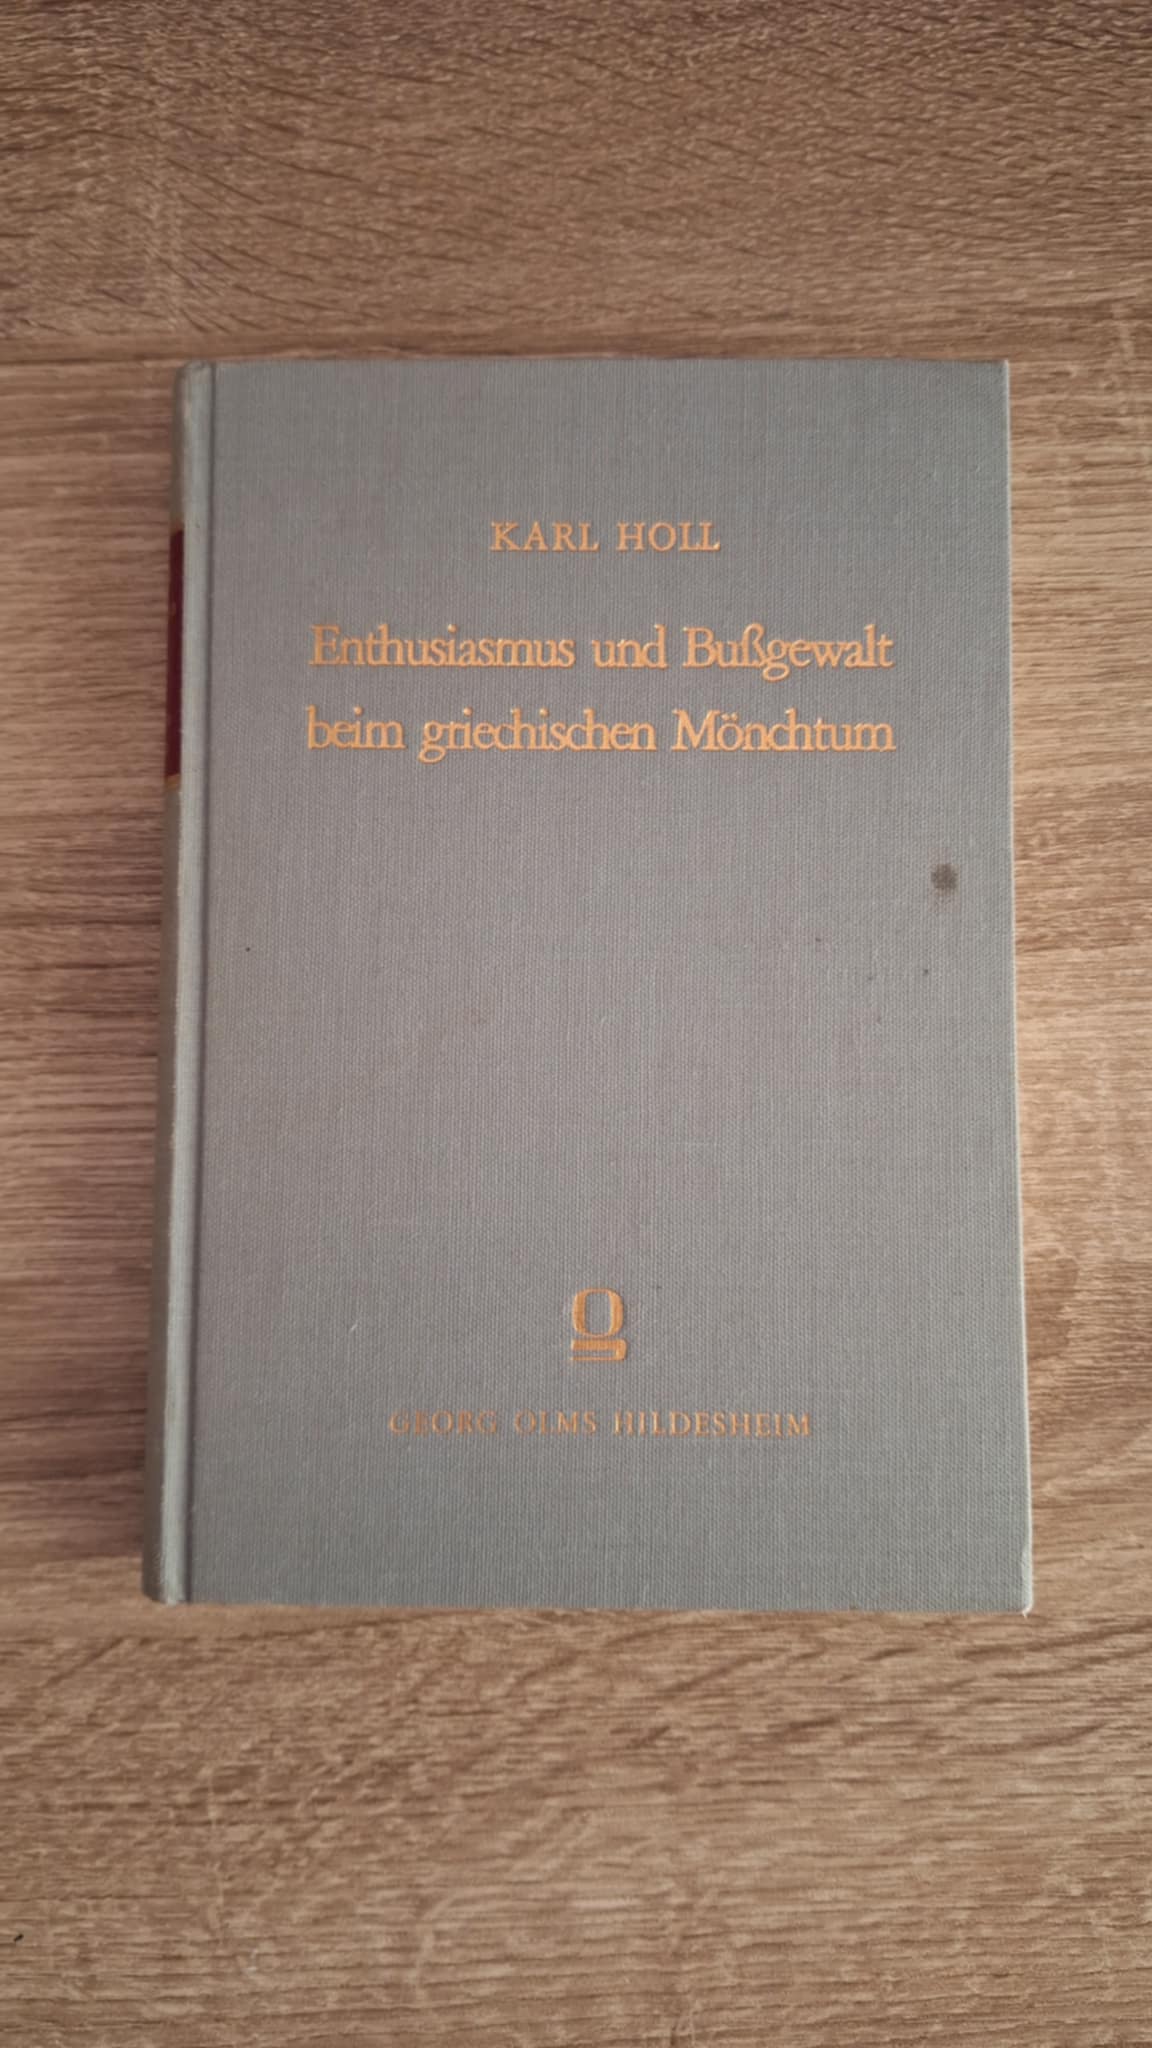 KARL HOLL
Enthusiasmus und Bußgewalt
beim griechischen Mönchtum
O
GEORG OLMS HILDESHEIM